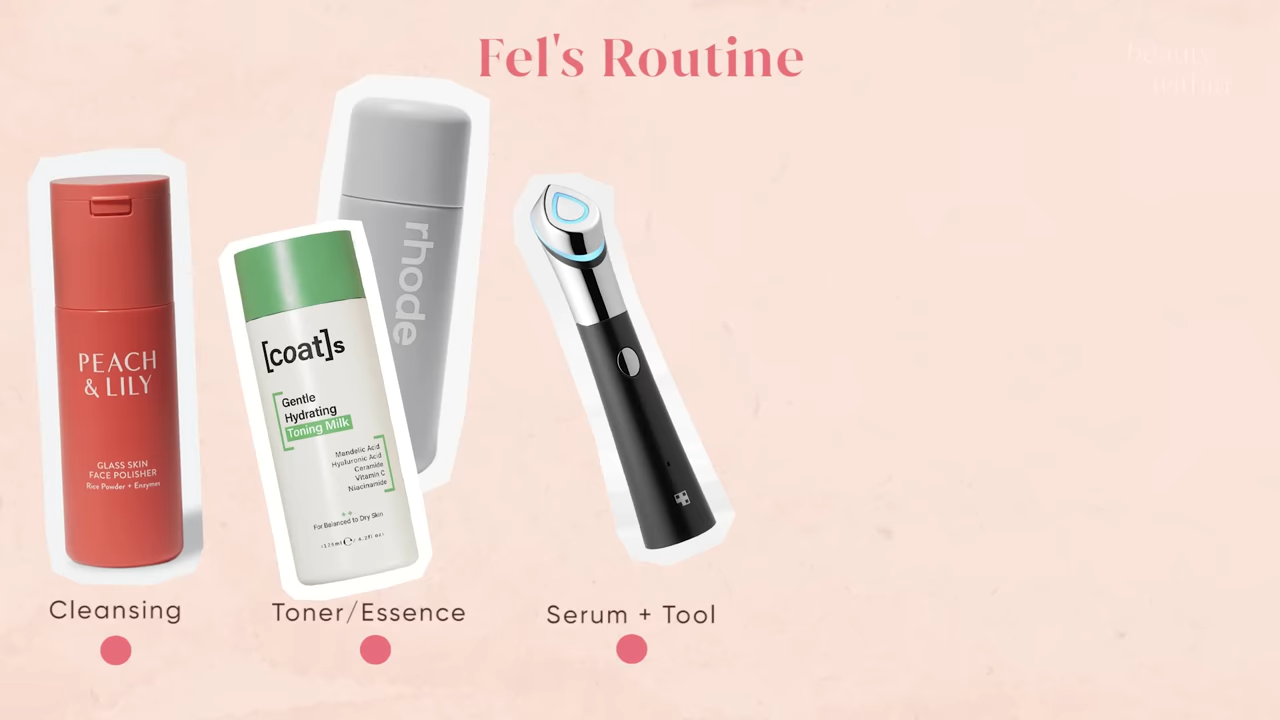 Fel's Routine
beauty
PEACH
& LILY
GLASS SKIN
FACE POLISHER
Rice Powder + Enzymes
Cleansing
rhode
[coat]s
Gentle
Hydrating
Toning Milk
Mandelic Acid
Hyaluronic Acid
Ceramide
Vitamin C
Niacinamide
For Balanced to Dry Skin
Toner/Essence
Serum + Tool